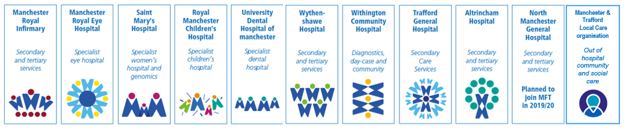 Manchester
Royal
Infirmary
Secondary
and tertiary
services
Manchester
Royal Eye
Hospital
Specialist
eye hospital
Saint
Mary's
Hospital
Specialist
women's
hospital and
genomics
Royal
Manchester
Children's
Hospital
Specialist
children's
hospital
University
Dental
Hospital of
manchester
Specialist
dental
hospital
Wythen-
shawe
Hospital
Secondary
and tertiary
services
Withington
Community
Hospital
Diagnostics,
day-case and
community
Trafford
General
Hospital
Secondary
Care
Services
Altrincham
Hospital
Secondary
and tertiary
services
North
Manchester
General
Hospital
Secondary
and tertiary
services
Planned to
join MFT
in 2019/20
Manchester &
Trafford
Local Care
organisation
Out of
hospital
community
and social
care